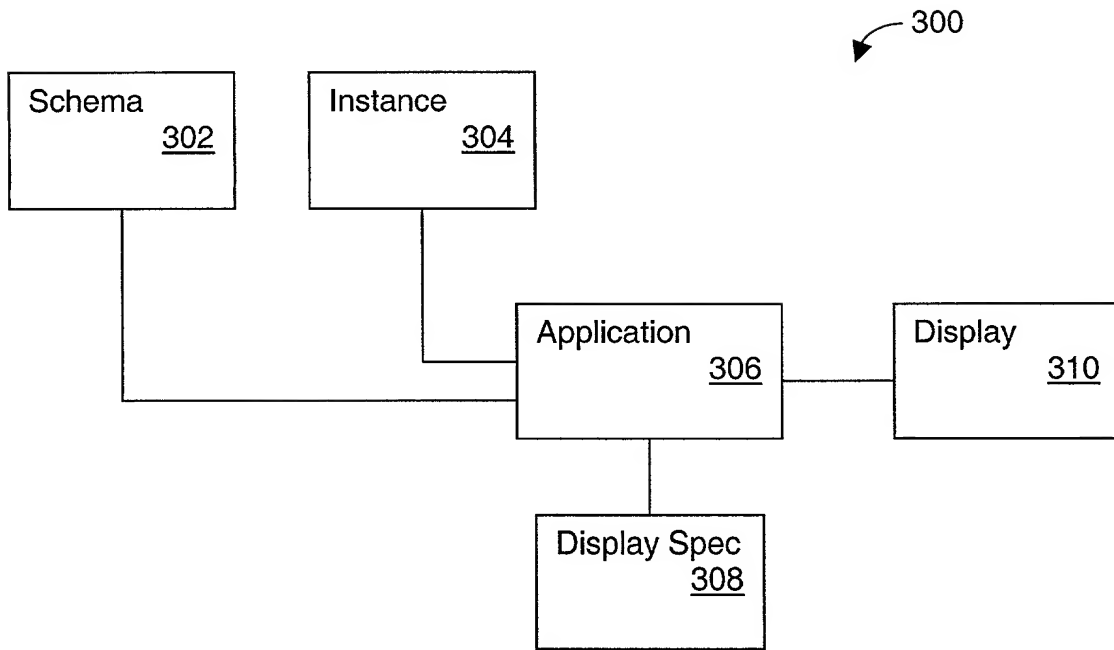 300
Schema
302
Instance
304
Application
306
Display
310
Display Spec
308